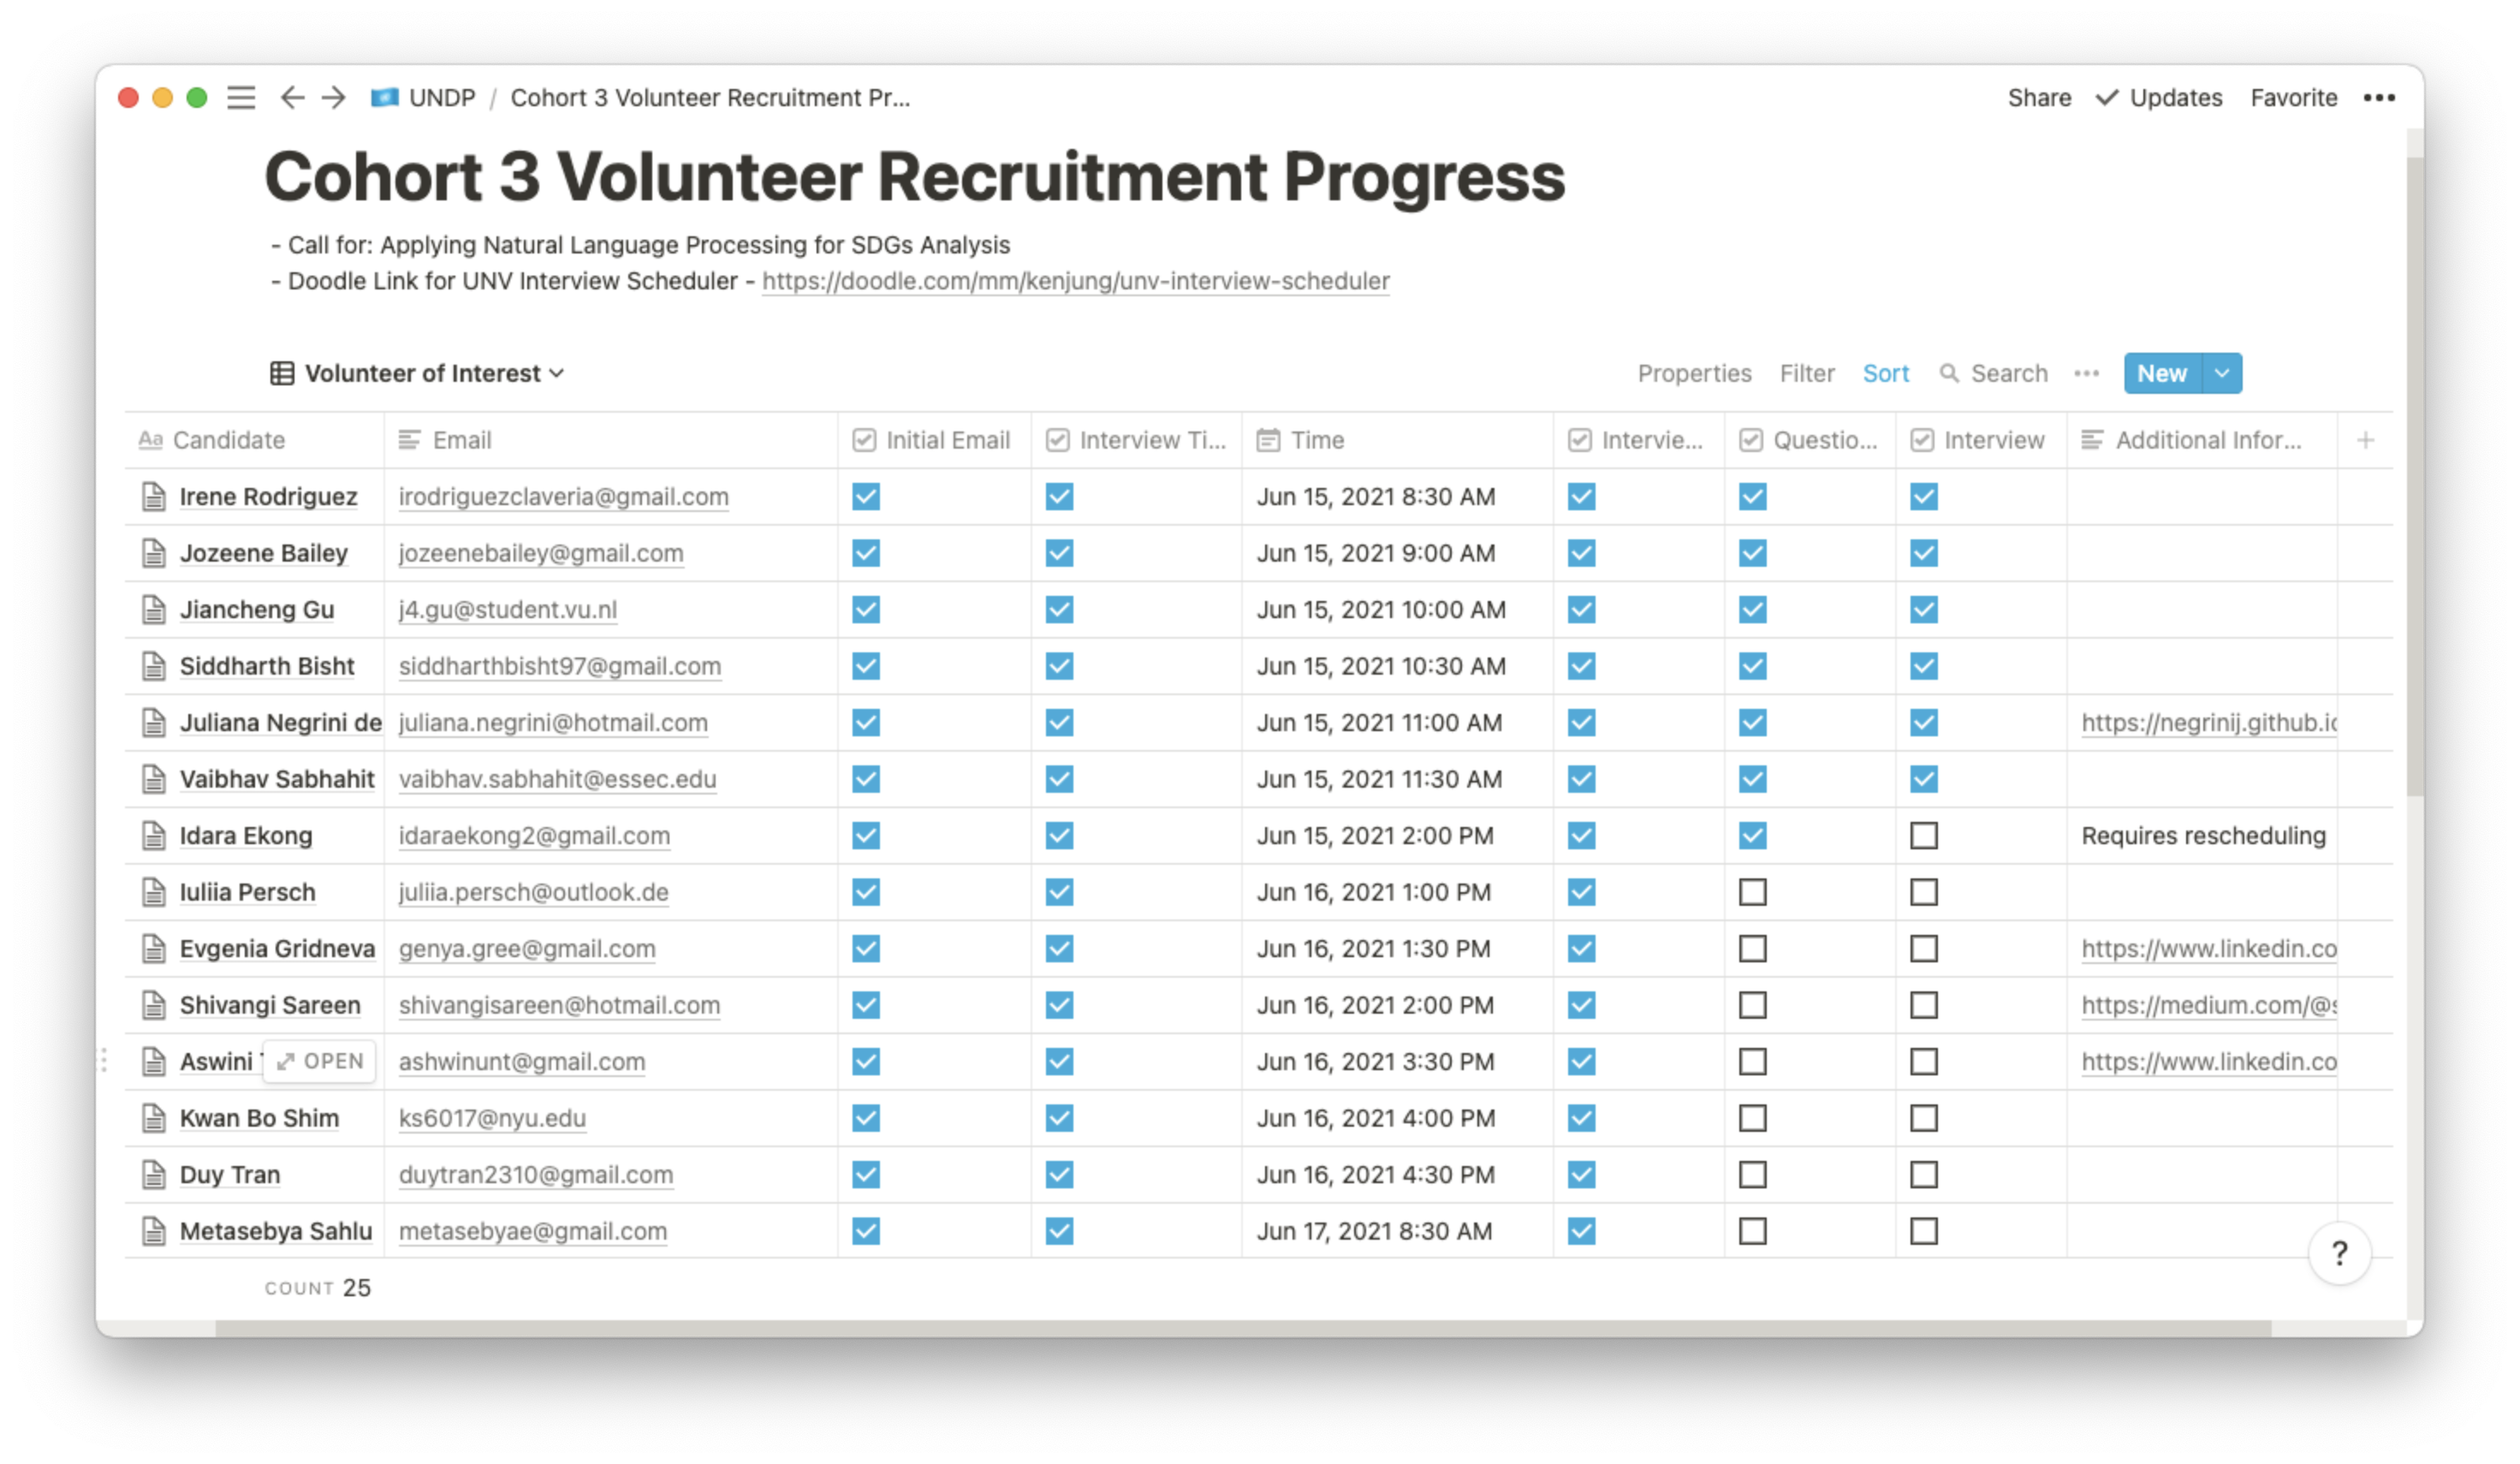 UNDP / Cohort 3 Volunteer Recruitment Pr... Share Updates Favorite
Cohort 3 Volunteer Recruitment Progress
- Call for: Applying Natural Language Processing for SDGs Analysis
- Doodle Link for UNV Interview Scheduler - https://doodle.com/mm/kenjung/unv-interview-scheduler
Volunteer of Interest Properties Filter Sort Search New
Aa Candidate Email Initial Email Interview Ti... Time Intervie... Questio... Interview Additional Infor...
Irene Rodriguez irodriguezclaveria@gmail.com Jun 15, 2021 8:30 AM
Jozeene Bailey jozeenebailey@gmail.com Jun 15, 2021 9:00 AM
Jiancheng Gu j4.gu@student.vu.nl Jun 15, 2021 10:00 AM
Siddharth Bisht siddharthbisht97@gmail.com Jun 15, 2021 10:30 AM
Juliana Negrini de juliana.negrini@hotmail.com Jun 15, 2021 11:00 AM https://negrinij.github.io
Vaibhav Sabhahit vaibhav.sabhahit@essec.edu Jun 15, 2021 11:30 AM
Idara Ekong idaraekong2@gmail.com Jun 15, 2021 2:00 PM Requires rescheduling
Iuliia Persch juliia.persch@outlook.de Jun 16, 2021 1:00 PM
Evgenia Gridneva genya.gree@gmail.com Jun 16, 2021 1:30 PM https://www.linkedin.co
Shivangi Sareen shivangisareen@hotmail.com Jun 16, 2021 2:00 PM https://medium.com/@s
Aswini OPEN ashwinunt@gmail.com Jun 16, 2021 3:30 PM https://www.linkedin.co
Kwan Bo Shim ks6017@nyu.edu Jun 16, 2021 4:00 PM
Duy Tran duytran2310@gmail.com Jun 16, 2021 4:30 PM
Metasebya Sahlu metasebyae@gmail.com Jun 17, 2021 8:30 AM
?
COUNT 25